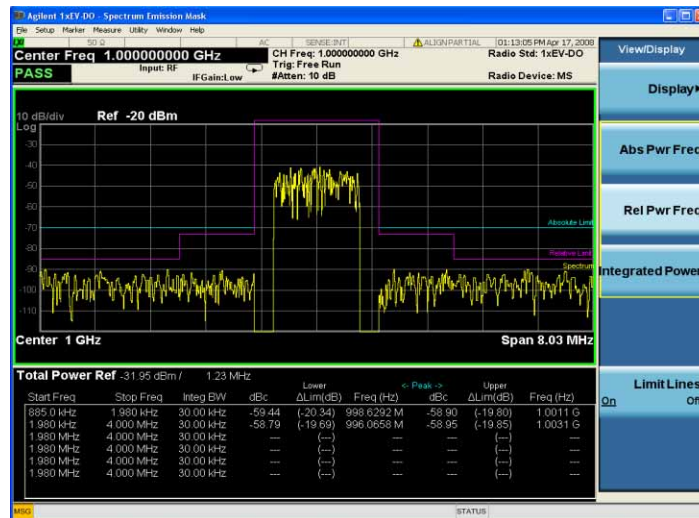 Agilent 1xEV-DO - Spectrum Emission Mask
File Setup Marker Measure Utility Window Help
50 Ω AC SENSE:INT ALIGN PARTIAL 01:13:05 PM Apr 17, 2008
Center Freq 1.000000000 GHz CH Freq: 1.000000000 GHz Radio Std: 1xEV-DO
Trig: Free Run
PASS Input: RF IFGain:Low #Atten: 10 dB Radio Device: MS
View/Display
Display
Abs Pwr Freq
Rel Pwr Freq
Integrated Power
Limit Lines
On Off
10 dB/div Ref -20 dBm
Log
-30
-40
-50
-60
-70
-80
-90
-100
-110
Absolute Limit
Relative Limit
Spectrum
Center 1 GHz Span 8.03 MHz
Total Power Ref -31.95 dBm / 1.23 MHz
Lower <- Peak -> Upper
Start Freq Stop Freq Integ BW dBc ΔLim(dB) Freq (Hz) dBc ΔLim(dB) Freq (Hz)
885.0 kHz 1.980 MHz 30.00 kHz -59.44 (-20.34) 998.6292 M -58.90 (-19.80) 1.0011 G
1.980 MHz 4.000 MHz 30.00 kHz -58.79 (-19.69) 996.0658 M -58.95 (-19.85) 1.0031 G
1.980 MHz 4.000 MHz 30.00 kHz --- (---) --- --- (---) ---
1.980 MHz 4.000 MHz 30.00 kHz --- (---) --- --- (---) ---
1.980 MHz 4.000 MHz 30.00 kHz --- (---) --- --- (---) ---
1.980 MHz 4.000 MHz 30.00 kHz --- (---) --- --- (---) ---
MSG STATUS